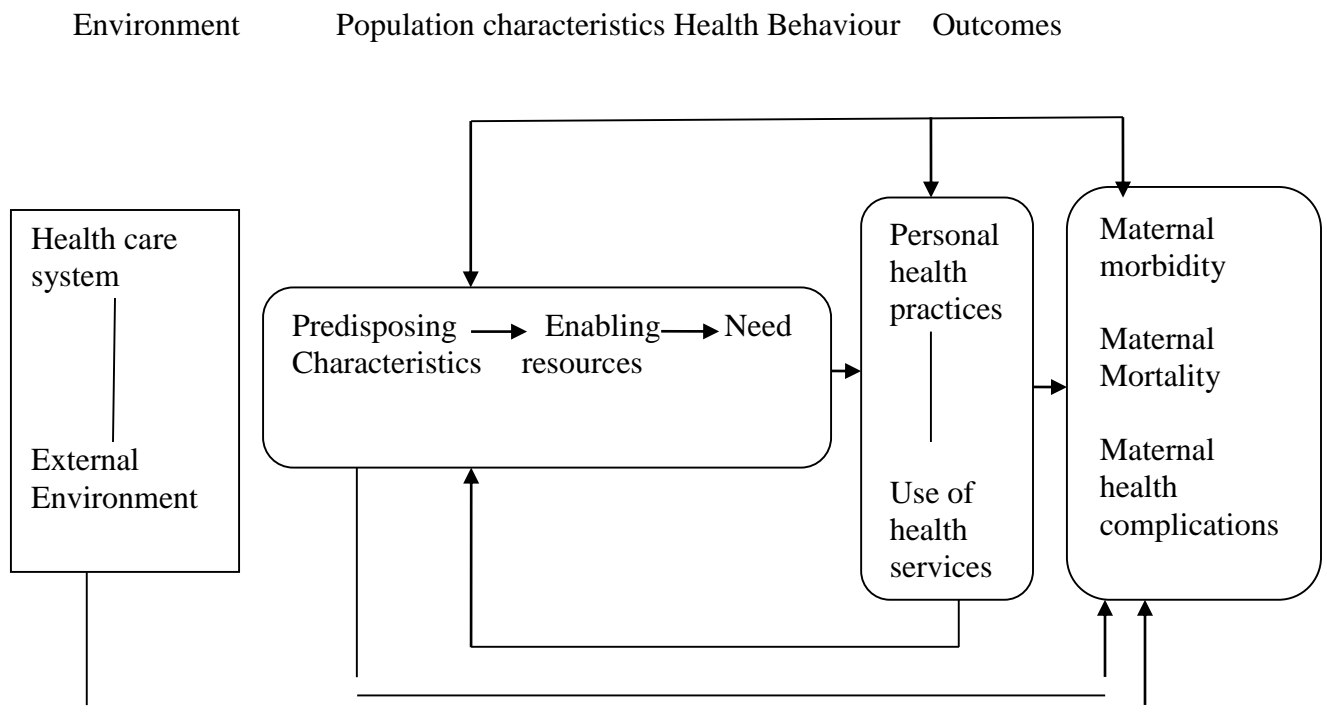 Environment Population characteristics Health Behaviour Outcomes
Health care
system
External
Environment
Predisposing Enabling Need
Characteristics resources
Personal
health
practices
Use of
health
services
Maternal
morbidity
Maternal
Mortality
Maternal
health
complications